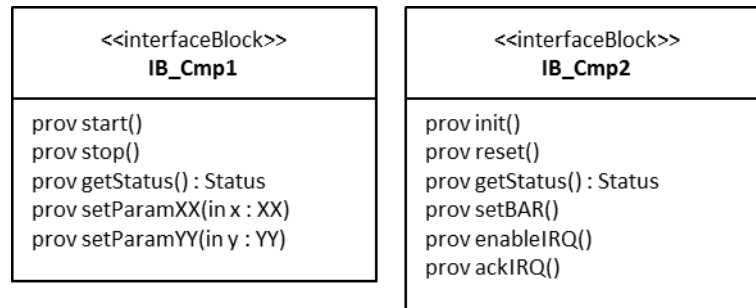 <<interfaceBlock>>
IB_Cmp1
prov start()
prov stop()
prov getStatus() : Status
prov setParamXX(in x : XX)
prov setParamYY(in y : YY)
<<interfaceBlock>>
IB_Cmp2
prov init()
prov reset()
prov getStatus() : Status
prov setBAR()
prov enableIRQ()
prov ackIRQ()